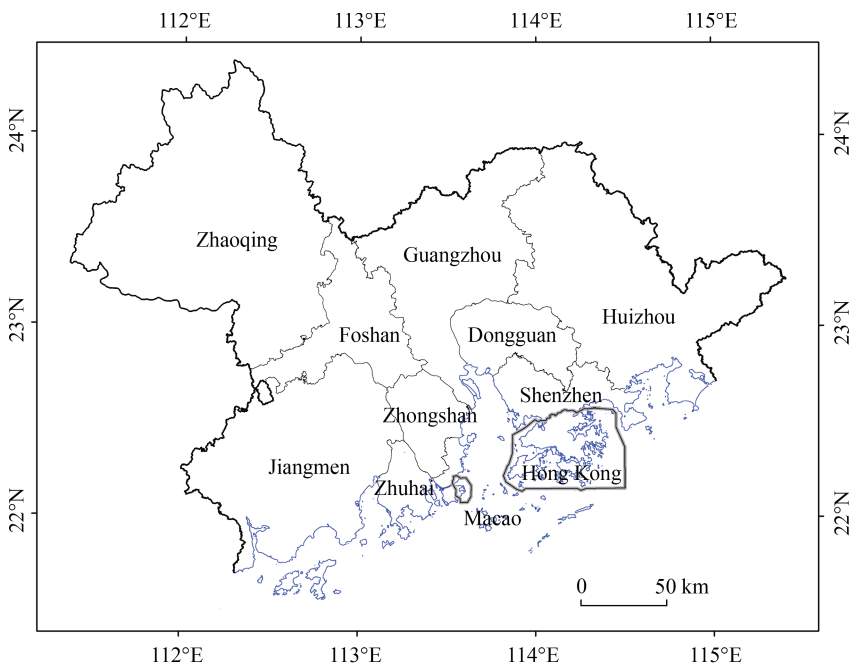 112°E 113°E 114°E 115°E
24°N
24°N
Zhaoqing
Guangzhou
23°N
23°N
Huizhou
Foshan
Dongguan
Shenzhen
Zhongshan
Jiangmen
Hong Kong
Zhuhai
22°N
22°N
Macao
0 50 km
112°E 113°E 114°E 115°E